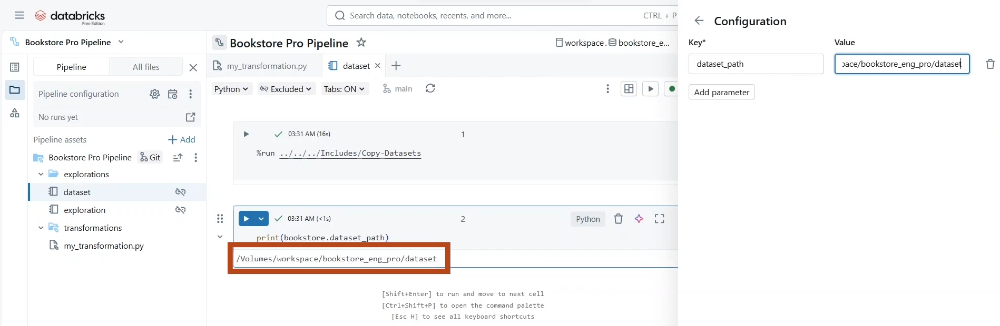 databricks
Free Edition
Search data, notebooks, recents, and more...
CTRL + P
Bookstore Pro Pipeline
Pipeline
All files
Pipeline configuration
No runs yet
Pipeline assets
Add
Bookstore Pro Pipeline
Git
explorations
dataset
exploration
transformations
my_transformation.py
Bookstore Pro Pipeline
workspace.
bookstore_e...
my_transformation.py
dataset
Python
Excluded
Tabs: ON
main
03:31 AM (16s)
1
%run ../../../Includes/Copy-Datasets
03:31 AM (<1s)
2
Python
print(bookstore.dataset_path)
/Volumes/workspace/bookstore_eng_pro/dataset
[Shift+Enter] to run and move to next cell
[Ctrl+Shift+P] to open the command palette
[Esc H] to see all keyboard shortcuts
Configuration
Key*
Value
dataset_path
pace/bookstore_eng_pro/dataset
Add parameter